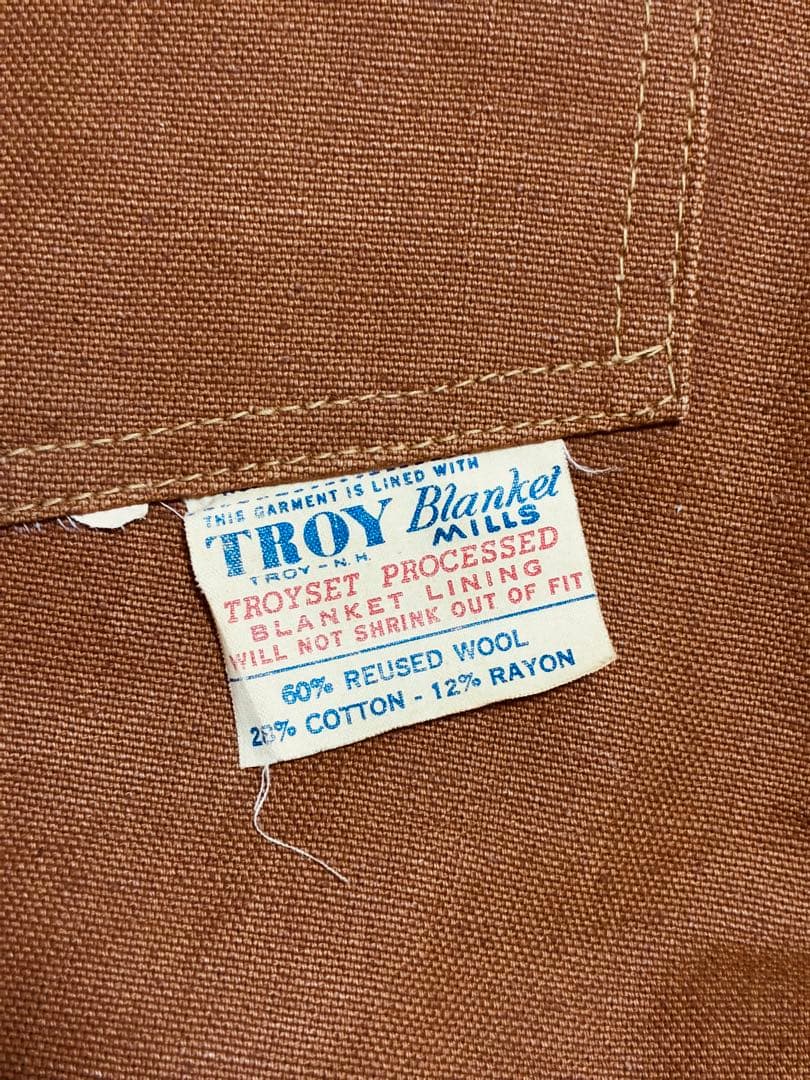 THIS GARMENT IS LINED WITH
TROY Blanket
MILLS
TROY - N.H.
TROYSET PROCESSED
BLANKET LINING
WILL NOT SHRINK OUT OF FIT
60% REUSED WOOL
28% COTTON - 12% RAYON